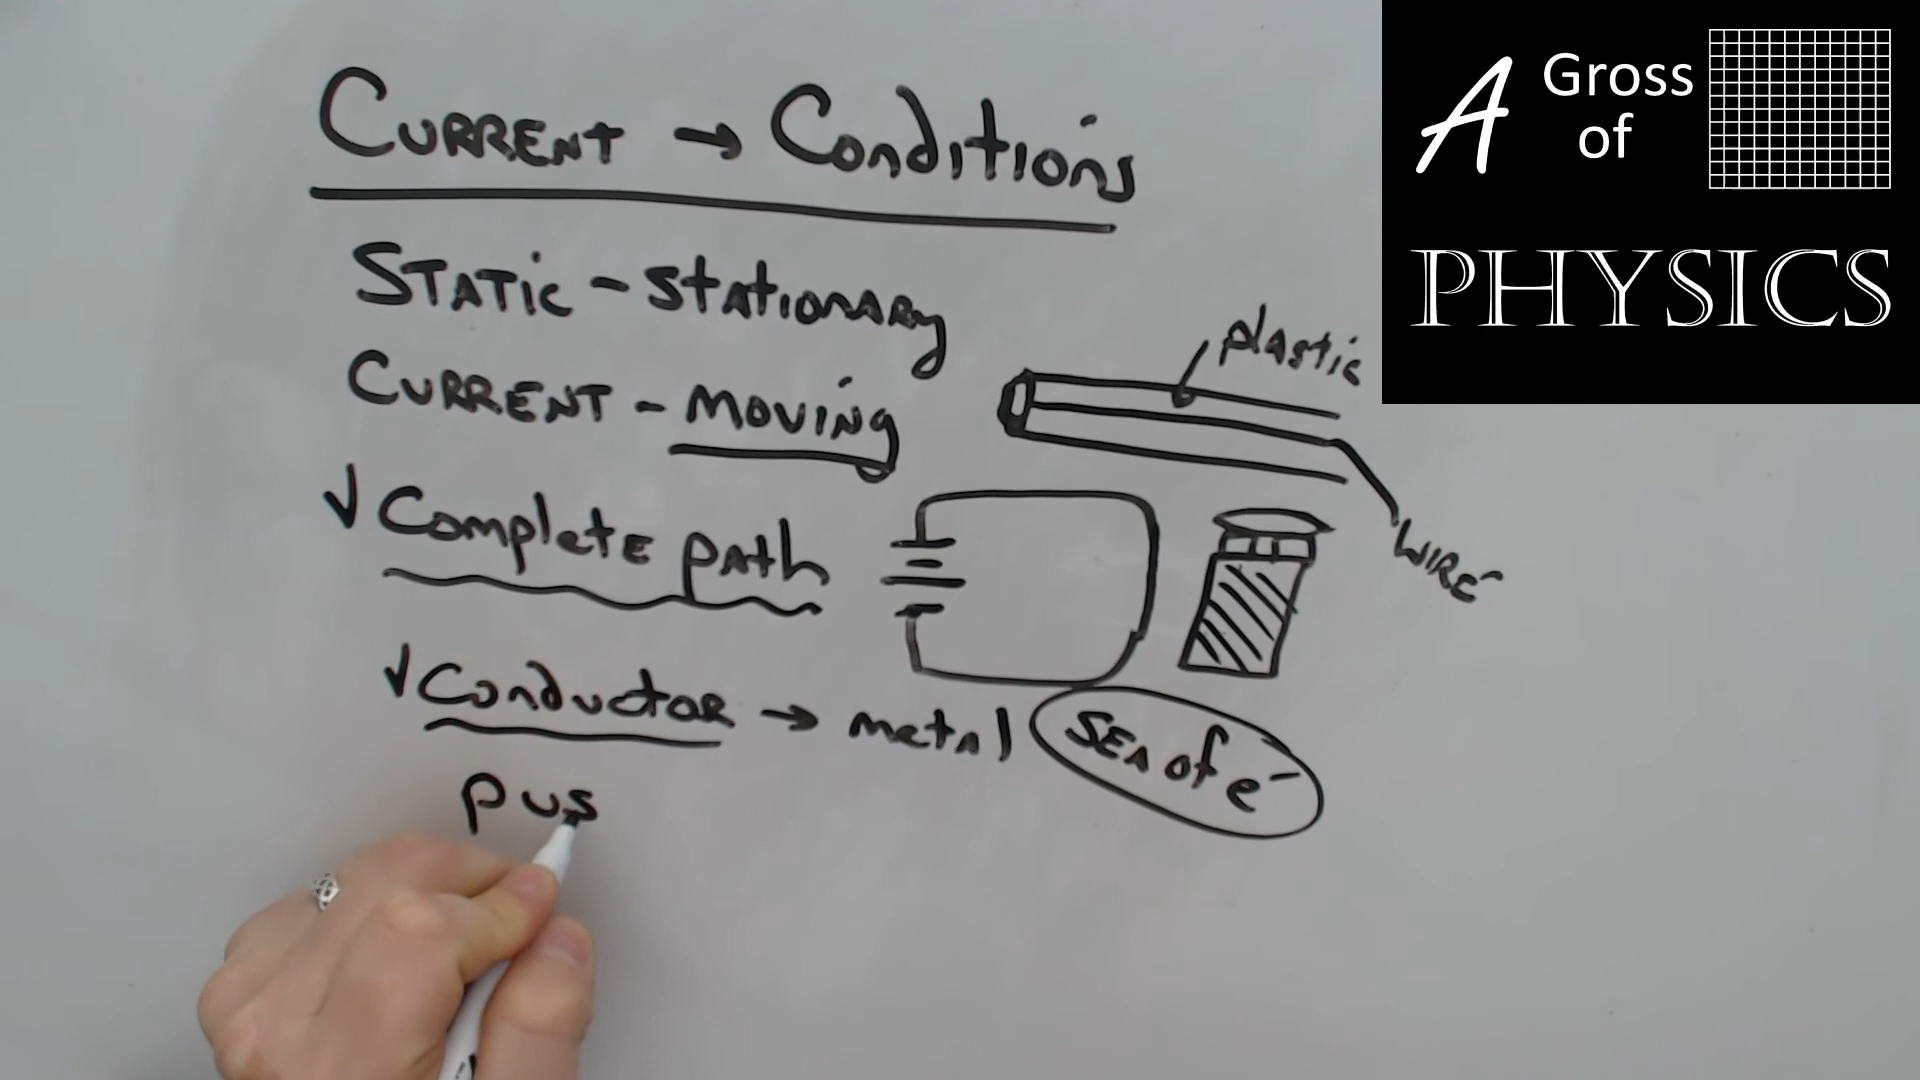 CURRENT → Conditions
STATiC - stAtionARy
CURRENT - MOViNg
✓ CompletE pAth
✓ Conductor → metAl
SEA of e⁻
pus
plAstic
WIRE
A Gross of
PHYSICS